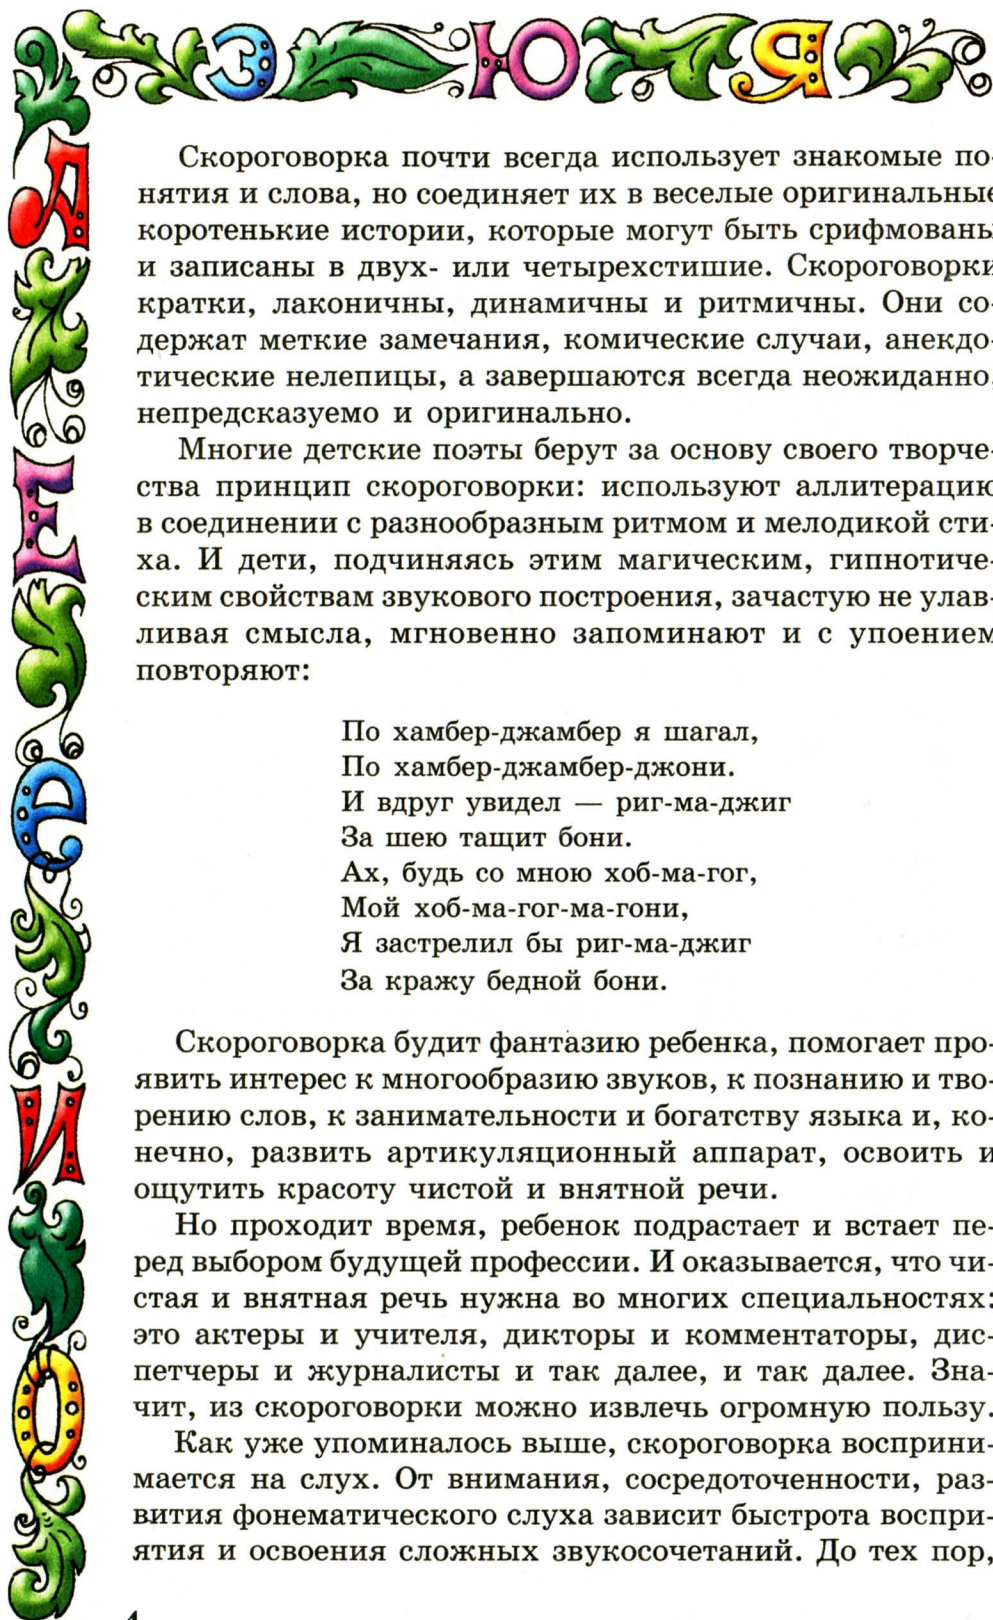 З Ю Я
А
Е
е
И
О
Скороговорка почти всегда использует знакомые по-
нятия и слова, но соединяет их в веселые оригинальные
коротенькие истории, которые могут быть срифмованы
и записаны в двух- или четырехстишие. Скороговорки
кратки, лаконичны, динамичны и ритмичны. Они со-
держат меткие замечания, комические случаи, анекдо-
тические нелепицы, а завершаются всегда неожиданно,
непредсказуемо и оригинально.
Многие детские поэты берут за основу своего творче-
ства принцип скороговорки: используют аллитерацию
в соединении с разнообразным ритмом и мелодикой сти-
ха. И дети, подчиняясь этим магическим, гипнотиче-
ским свойствам звукового построения, зачастую не улав-
ливая смысла, мгновенно запоминают и с упоением
повторяют:
По хамбер-джамбер я шагал,
По хамбер-джамбер-джони.
И вдруг увидел — риг-ма-джиг
За шею тащит бони.
Ах, будь со мною хоб-ма-гог,
Мой хоб-ма-гог-ма-гони,
Я застрелил бы риг-ма-джиг
За кражу бедной бони.
Скороговорка будит фантазию ребенка, помогает про-
явить интерес к многообразию звуков, к познанию и тво-
рению слов, к занимательности и богатству языка и, ко-
нечно, развить артикуляционный аппарат, освоить и
ощутить красоту чистой и внятной речи.
Но проходит время, ребенок подрастает и встает пе-
ред выбором будущей профессии. И оказывается, что чи-
стая и внятная речь нужна во многих специальностях:
это актеры и учителя, дикторы и комментаторы, дис-
петчеры и журналисты и так далее, и так далее. Зна-
чит, из скороговорки можно извлечь огромную пользу.
Как уже упоминалось выше, скороговорка восприни-
мается на слух. От внимания, сосредоточенности, раз-
вития фонематического слуха зависит быстрота воспри-
ятия и освоения сложных звукосочетаний. До тех пор,